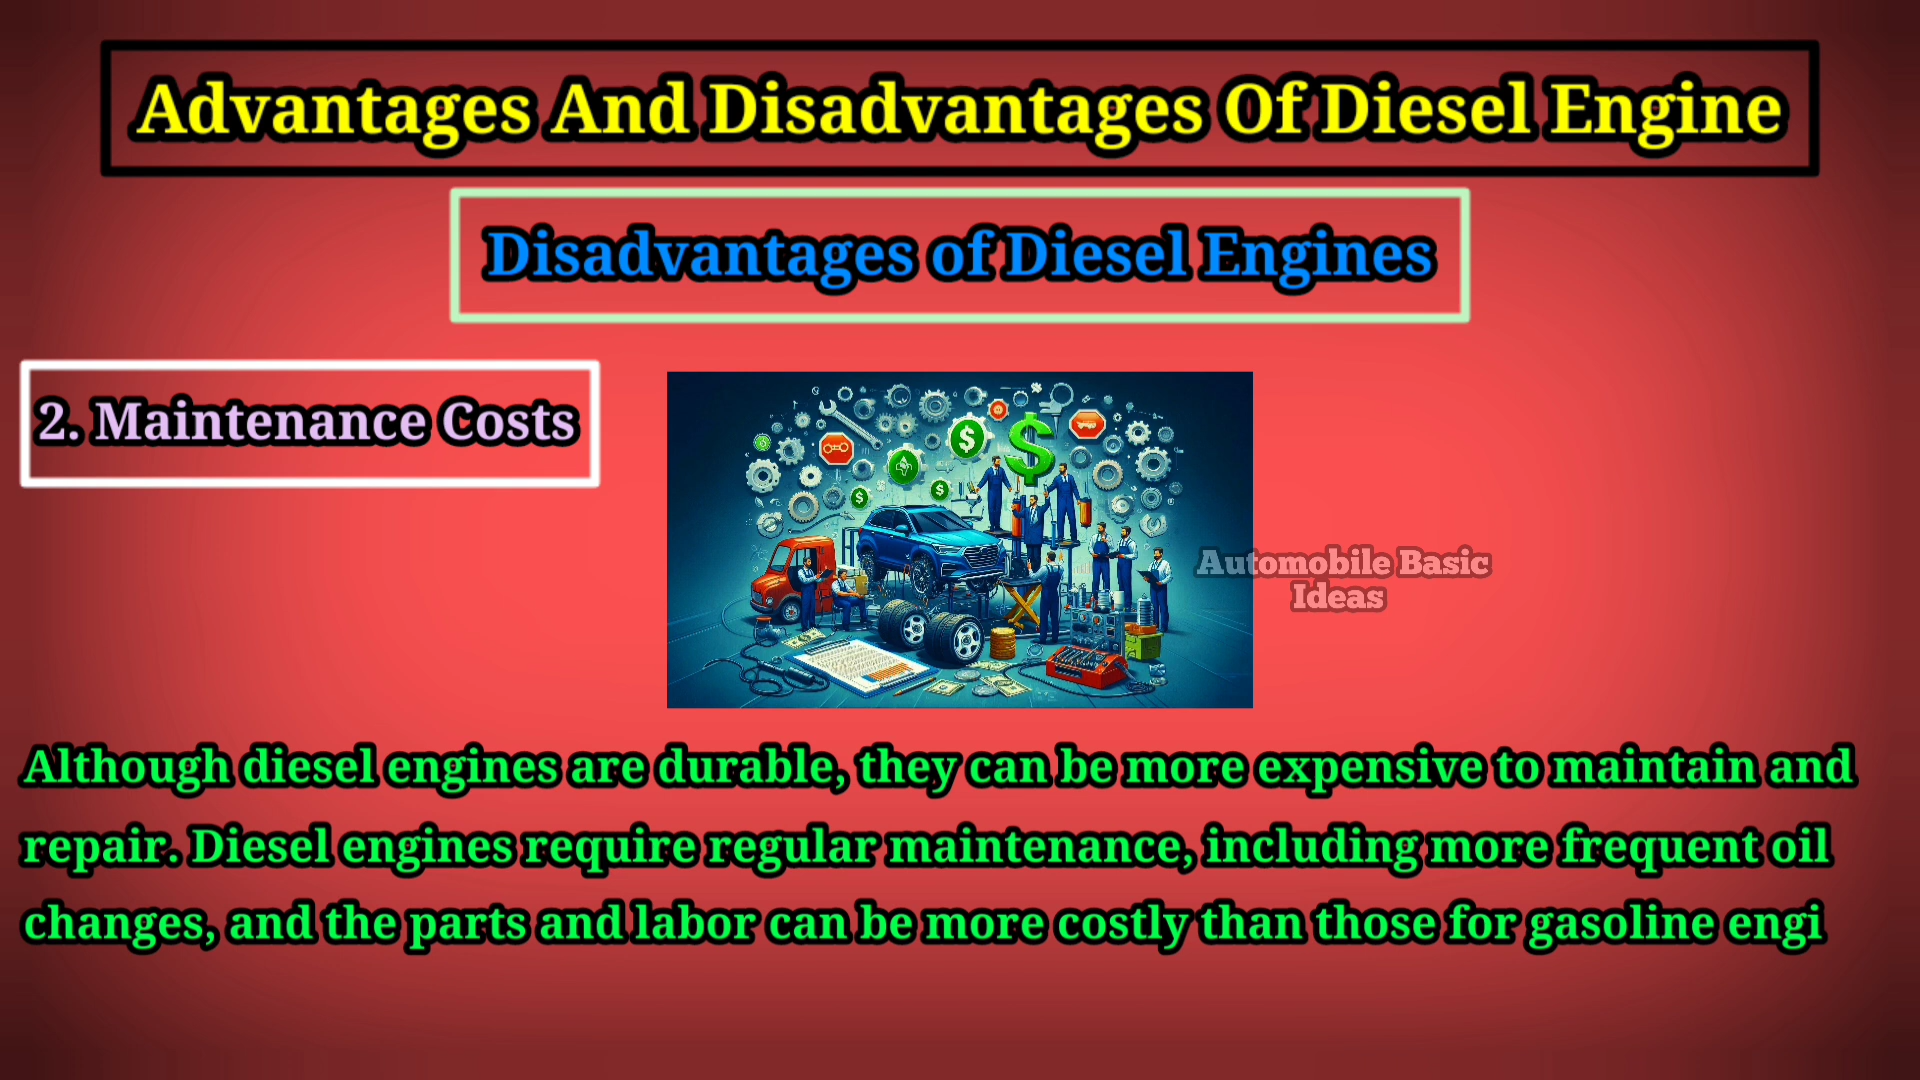 Advantages And Disadvantages Of Diesel Engine
Disadvantages of Diesel Engines
2. Maintenance Costs
$
$
$
$
$
Automobile Basic
Ideas
Although diesel engines are durable, they can be more expensive to maintain and
repair. Diesel engines require regular maintenance, including more frequent oil
changes, and the parts and labor can be more costly than those for gasoline engi